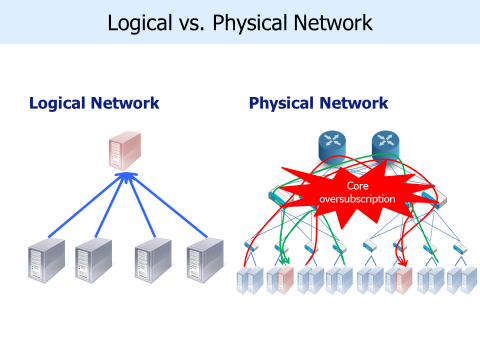 Logical vs. Physical Network
Logical Network
Physical Network
Core
oversubscription